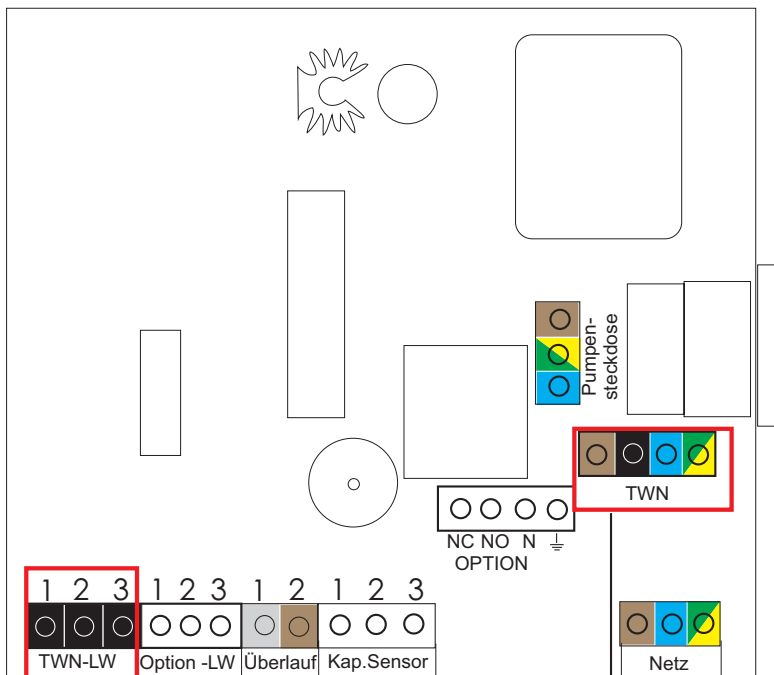 Pumpen-
steckdose
TWN
NC NO N
OPTION
1 2 3 1 2 3 1 2 1 2 3
TWN-LW Option -LW Überlauf Kap.Sensor Netz